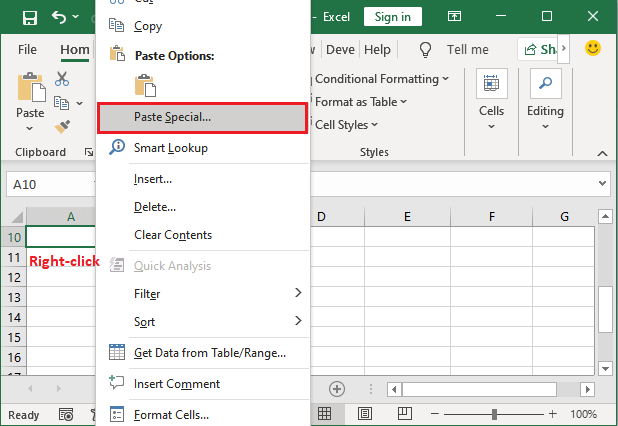 Cut
- Excel
Sign in
File
Hom
Deve
Help
Tell me
Sha
Paste
Clipboard
Conditional Formatting
Format as Table
Cell Styles
Styles
Cells
Editing
A10
A
D
E
F
G
10
11
12
13
14
15
16
17
Right-click
Copy
Paste Options:
Paste Special...
Smart Lookup
Insert...
Delete...
Clear Contents
Quick Analysis
Filter
Sort
Get Data from Table/Range...
Insert Comment
Format Cells...
Ready
100%